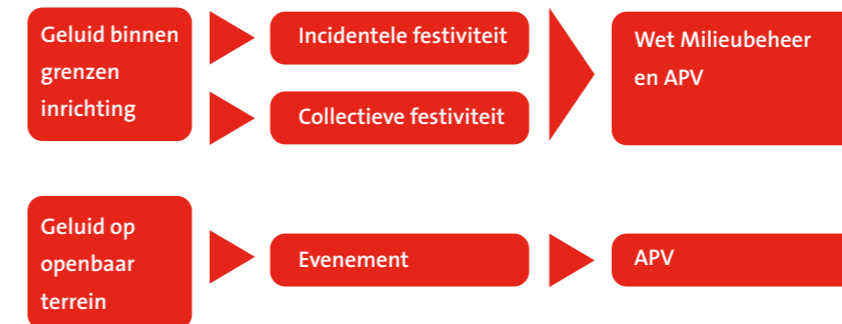 Geluid binnen
grenzen
inrichting
Incidentele festiviteit
Collectieve festiviteit
Wet Milieubeheer
en APV
Geluid op
openbaar
terrein
Evenement
APV